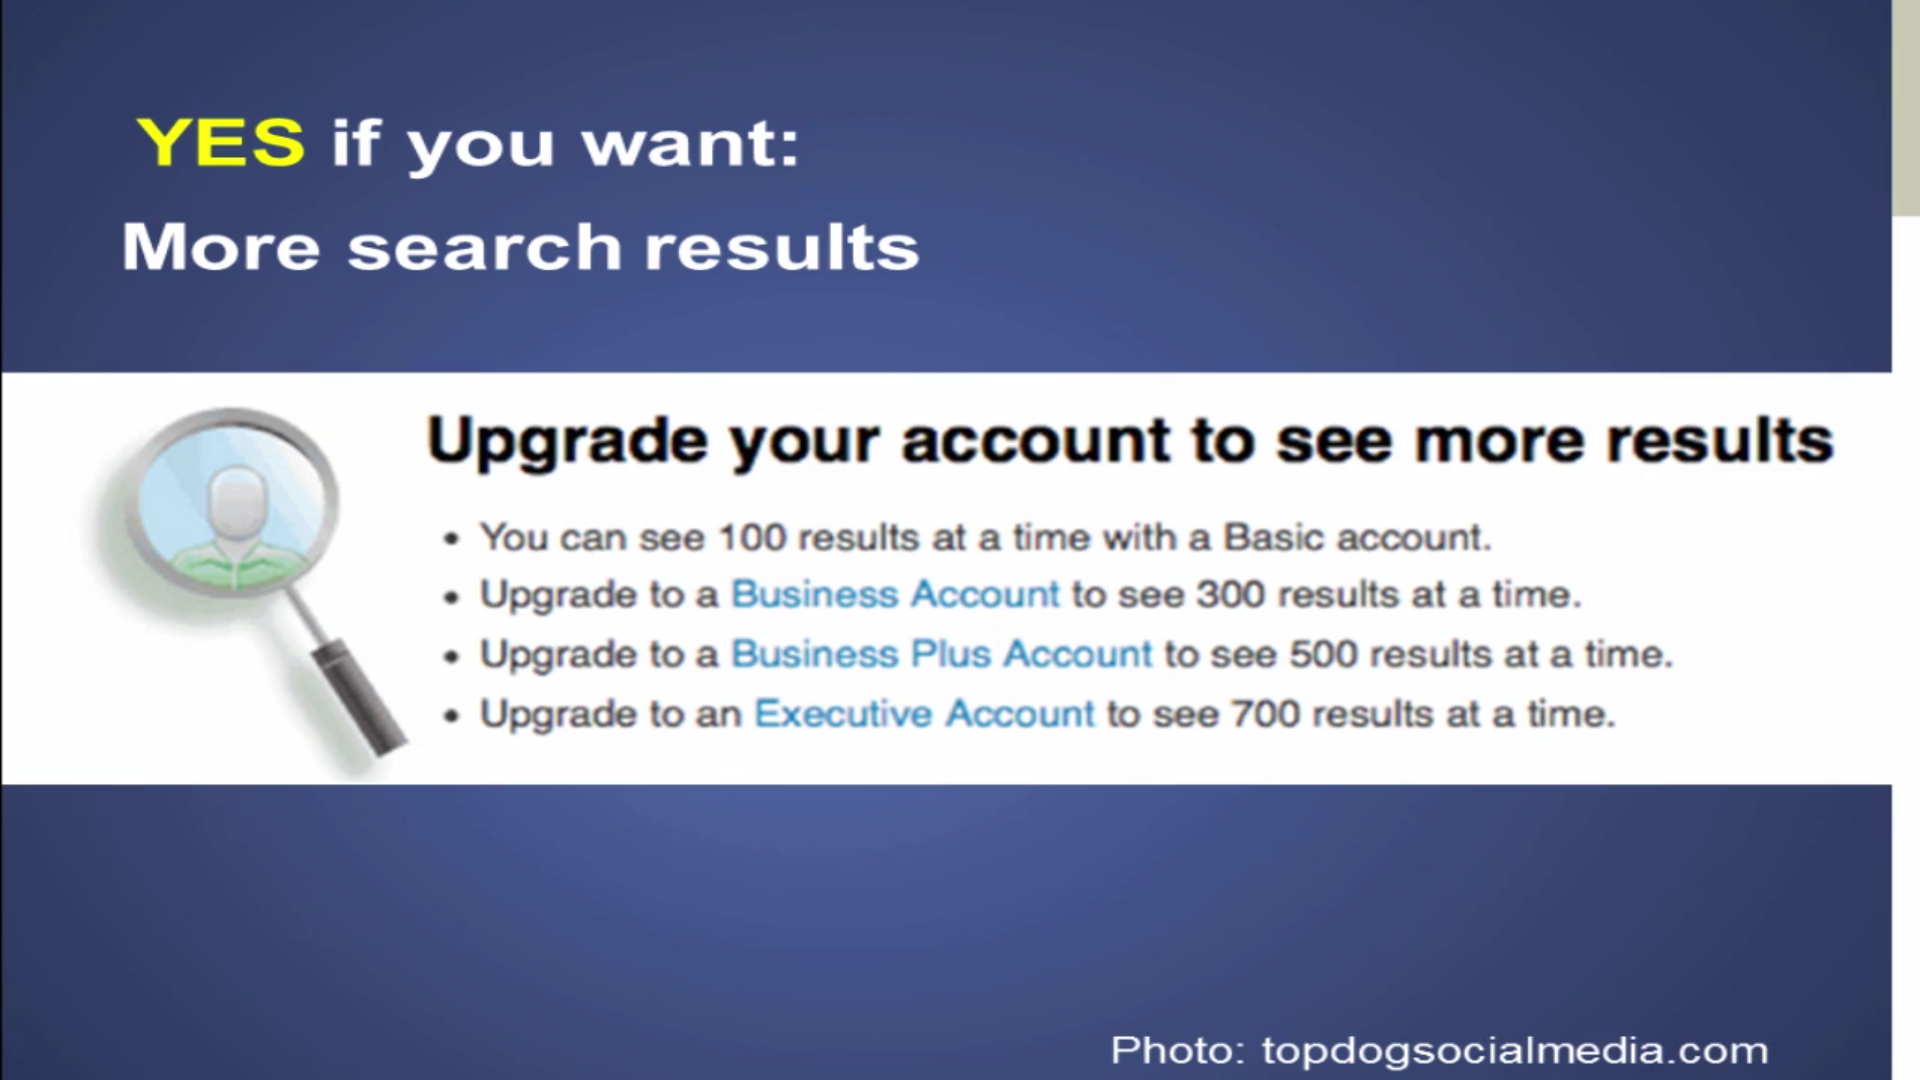 YES if you want:
More search results
Upgrade your account to see more results
• You can see 100 results at a time with a Basic account.
• Upgrade to a Business Account to see 300 results at a time.
• Upgrade to a Business Plus Account to see 500 results at a time.
• Upgrade to an Executive Account to see 700 results at a time.
Photo: topdogsocialmedia.com